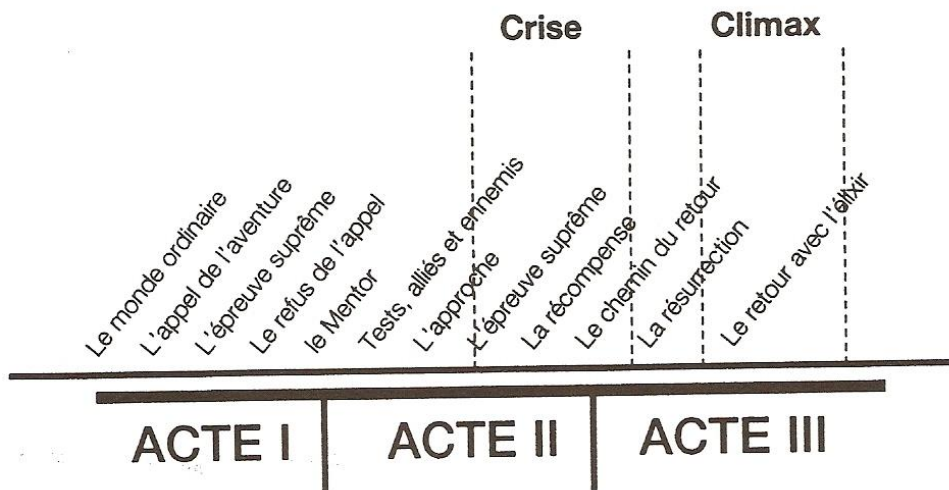 Crise
Climax
Le monde ordinaire
L'appel de l'aventure
L'épreuve suprême
Le refus de l'appel
le Mentor
Tests, alliés et ennemis
L'approche
L'épreuve suprême
La récompense
Le chemin du retour
La résurrection
Le retour avec l'élixir
ACTE I
ACTE II
ACTE III